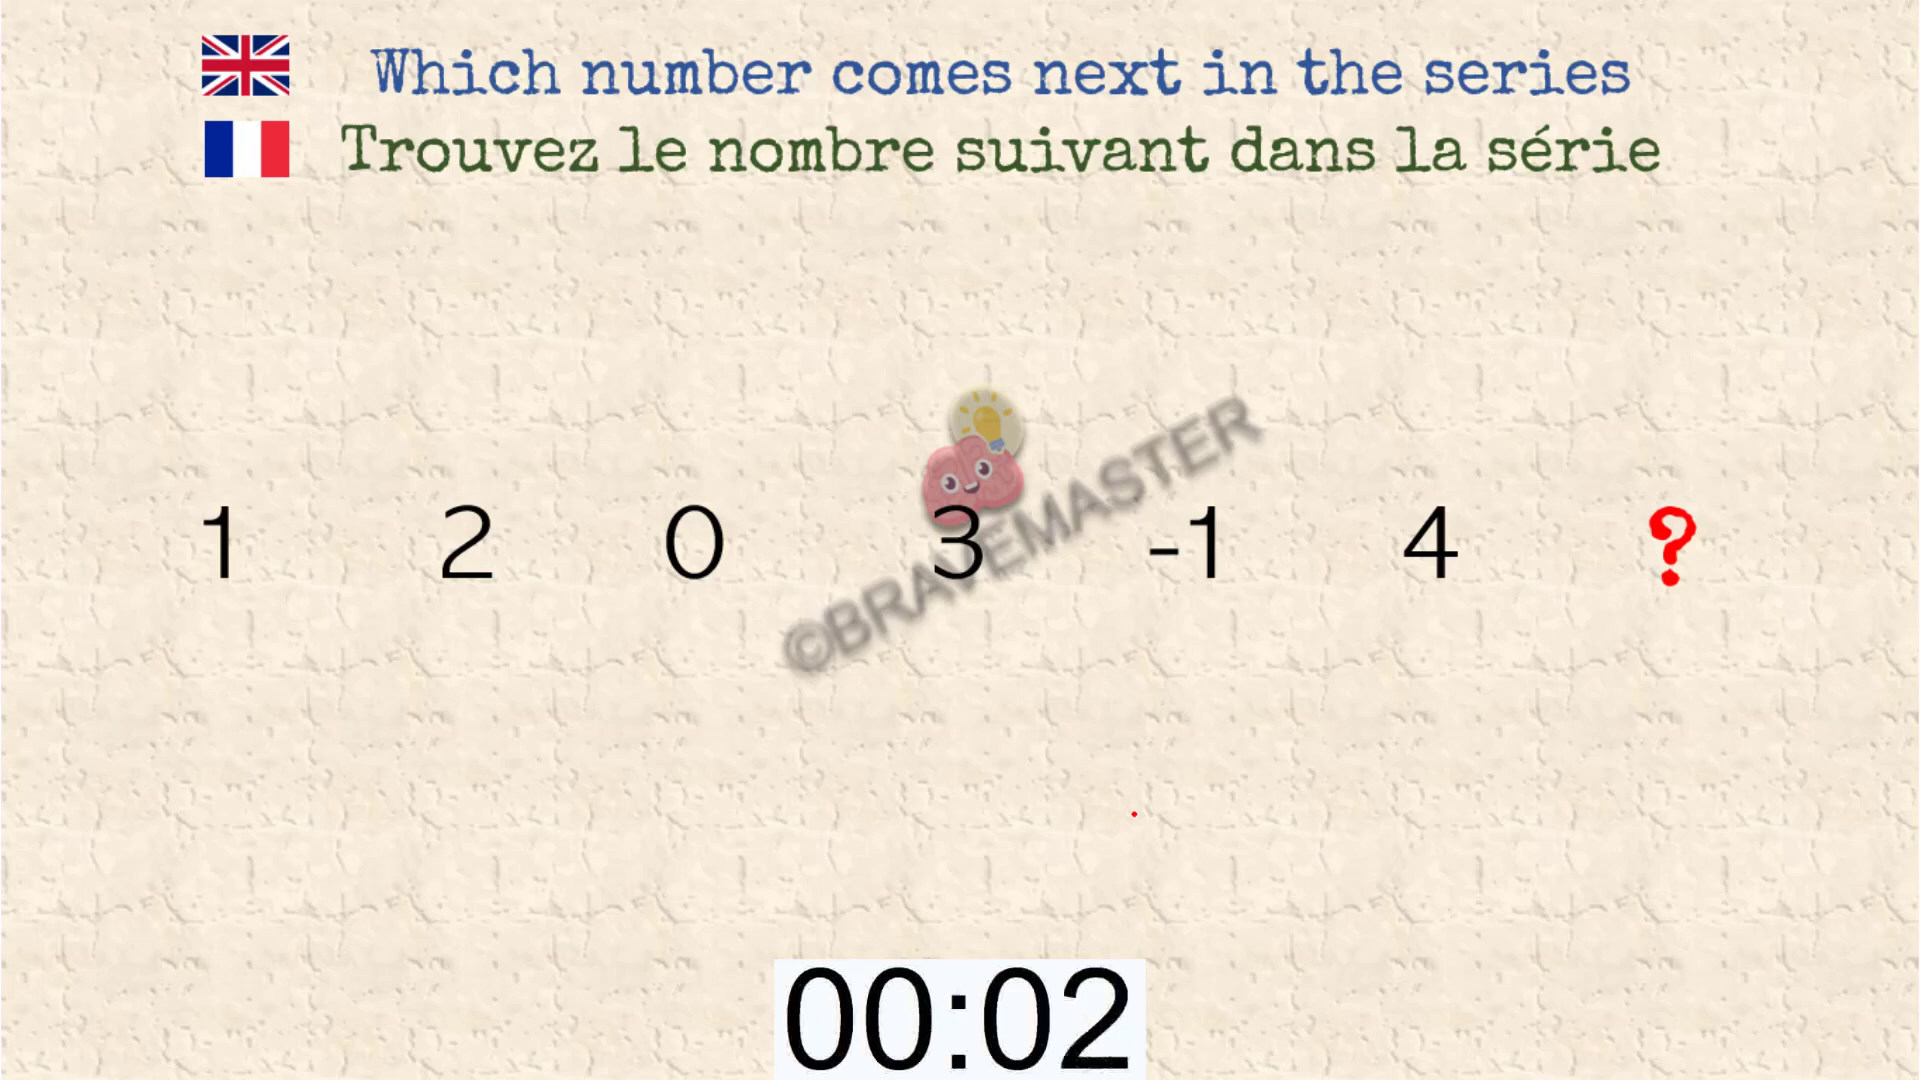 Which number comes next in the series
Trouvez le nombre suivant dans la série
1 2 0 3 -1 4 ?
©BRAVEMASTER
00:02